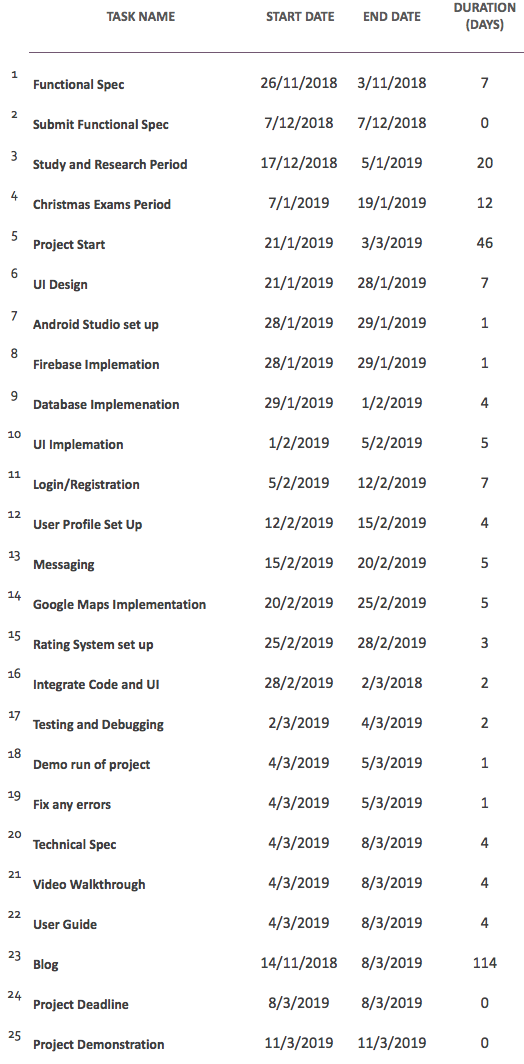 TASK NAME START DATE END DATE DURATION (DAYS)
1 Functional Spec 26/11/2018 3/11/2018 7
2 Submit Functional Spec 7/12/2018 7/12/2018 0
3 Study and Research Period 17/12/2018 5/1/2019 20
4 Christmas Exams Period 7/1/2019 19/1/2019 12
5 Project Start 21/1/2019 3/3/2019 46
6 UI Design 21/1/2019 28/1/2019 7
7 Android Studio set up 28/1/2019 29/1/2019 1
8 Firebase Implemation 28/1/2019 29/1/2019 1
9 Database Implemenation 29/1/2019 1/2/2019 4
10 UI Implemation 1/2/2019 5/2/2019 5
11 Login/Registration 5/2/2019 12/2/2019 7
12 User Profile Set Up 12/2/2019 15/2/2019 4
13 Messaging 15/2/2019 20/2/2019 5
14 Google Maps Implementation 20/2/2019 25/2/2019 5
15 Rating System set up 25/2/2019 28/2/2019 3
16 Integrate Code and UI 28/2/2019 2/3/2018 2
17 Testing and Debugging 2/3/2019 4/3/2019 2
18 Demo run of project 4/3/2019 5/3/2019 1
19 Fix any errors 4/3/2019 5/3/2019 1
20 Technical Spec 4/3/2019 8/3/2019 4
21 Video Walkthrough 4/3/2019 8/3/2019 4
22 User Guide 4/3/2019 8/3/2019 4
23 Blog 14/11/2018 8/3/2019 114
24 Project Deadline 8/3/2019 8/3/2019 0
25 Project Demonstration 11/3/2019 11/3/2019 0